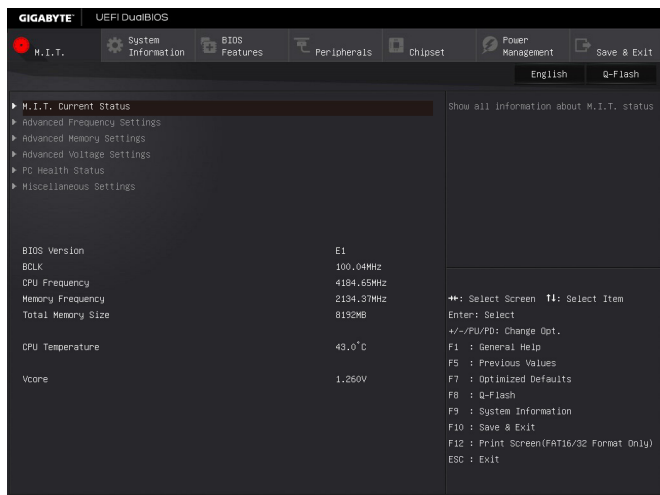 GIGABYTE™ UEFI DualBIOS
M.I.T.
System Information
BIOS Features
Peripherals
Chipset
Power Management
Save & Exit
English Q-Flash
M.I.T. Current Status
Advanced Frequency Settings
Advanced Memory Settings
Advanced Voltage Settings
PC Health Status
Miscellaneous Settings
Show all information about M.I.T. status
BIOS Version E1
BCLK 100.04MHz
CPU Frequency 4184.65MHz
Memory Frequency 2134.37MHz
Total Memory Size 8192MB
CPU Temperature 43.0°C
Vcore 1.260V
→←: Select Screen ↑↓: Select Item
Enter: Select
+/-/PU/PD: Change Opt.
F1 : General Help
F5 : Previous Values
F7 : Optimized Defaults
F8 : Q-Flash
F9 : System Information
F10 : Save & Exit
F12 : Print Screen(FAT16/32 Format Only)
ESC : Exit